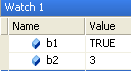 Watch 1
Name Value
b1 TRUE
b2 3